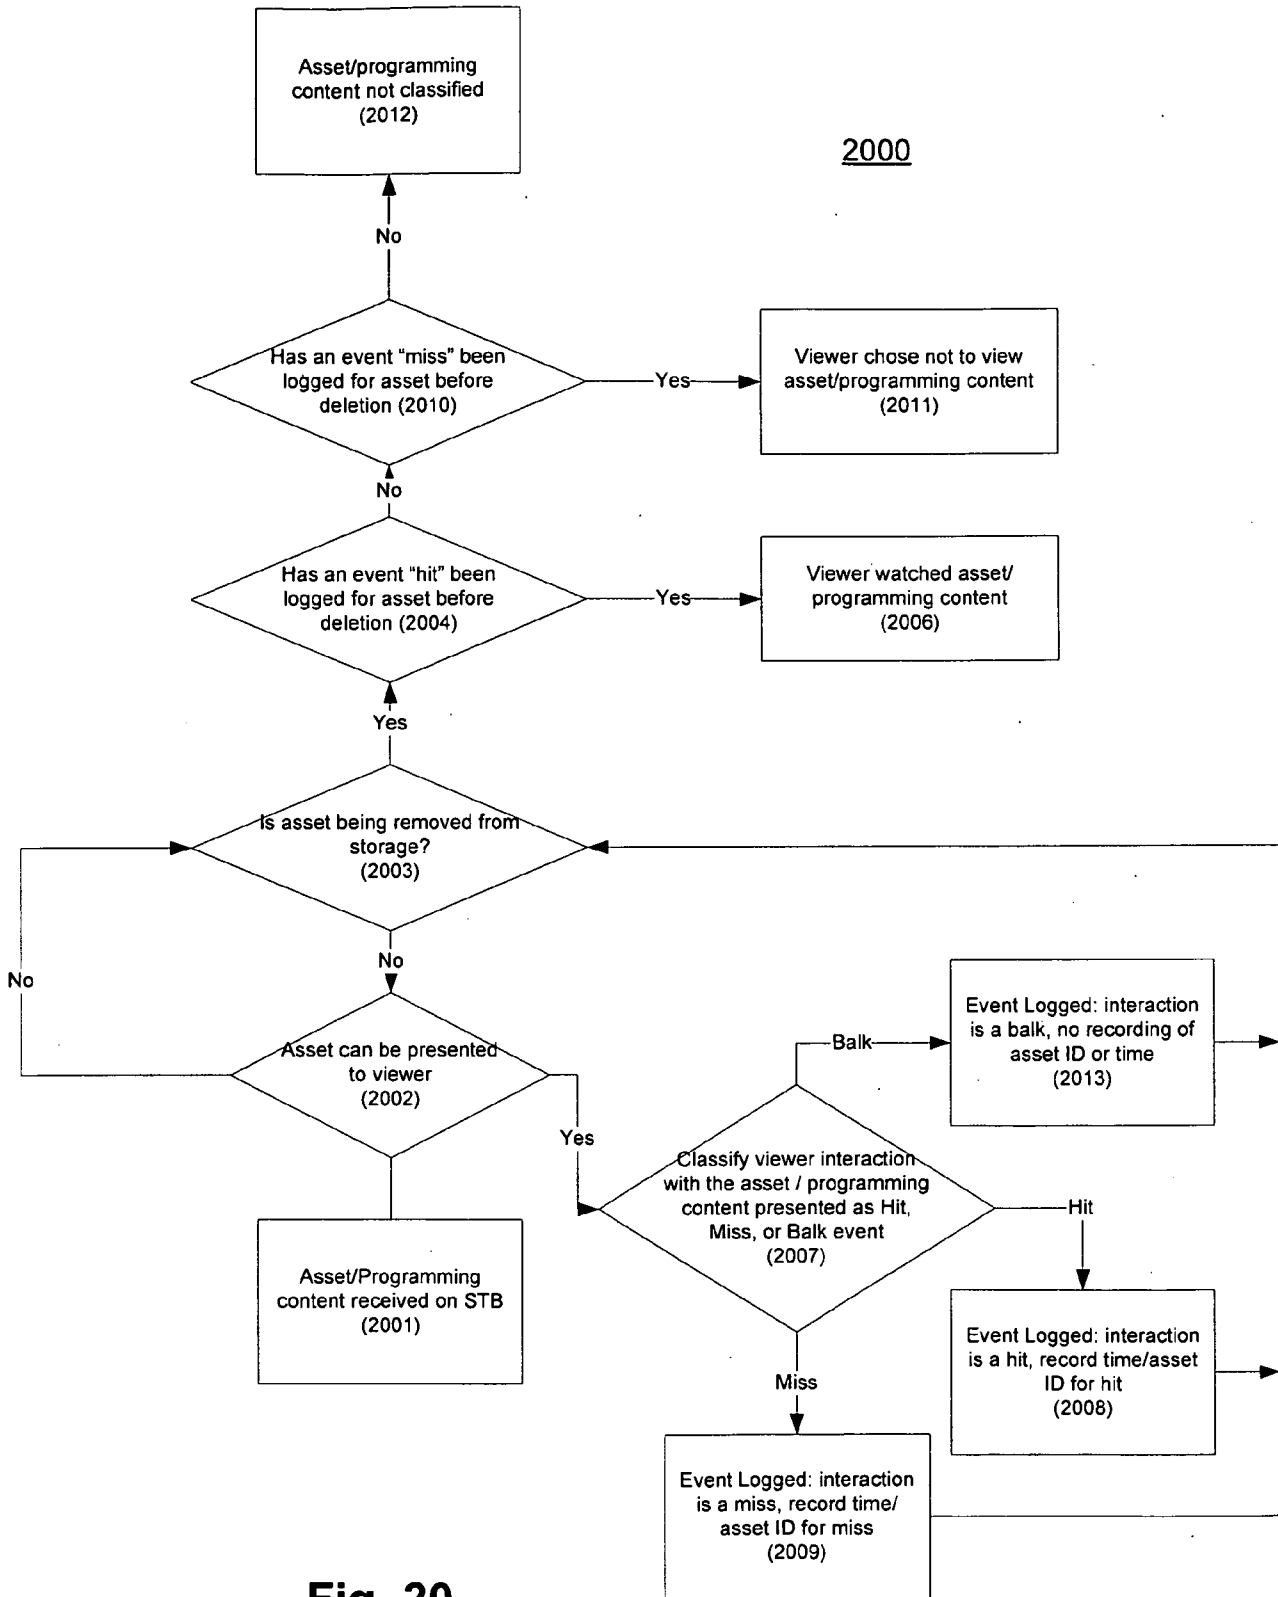 Asset/programming
content not classified
(2012)
2000
No
Has an event “miss” been
logged for asset before
deletion (2010)
Yes
Viewer chose not to view
asset/programming content
(2011)
No
Has an event “hit” been
logged for asset before
deletion (2004)
Yes
Viewer watched asset/
programming content
(2006)
Yes
Is asset being removed from
storage?
(2003)
No
No
Asset can be presented
to viewer
(2002)
Yes
Asset/Programming
content received on STB
(2001)
Balk
Event Logged: interaction
is a balk, no recording of
asset ID or time
(2013)
Classify viewer interaction
with the asset / programming
content presented as Hit,
Miss, or Balk event
(2007)
Hit
Event Logged: interaction
is a hit, record time/asset
ID for hit
(2008)
Miss
Event Logged: interaction
is a miss, record time/
asset ID for miss
(2009)
Fig. 20